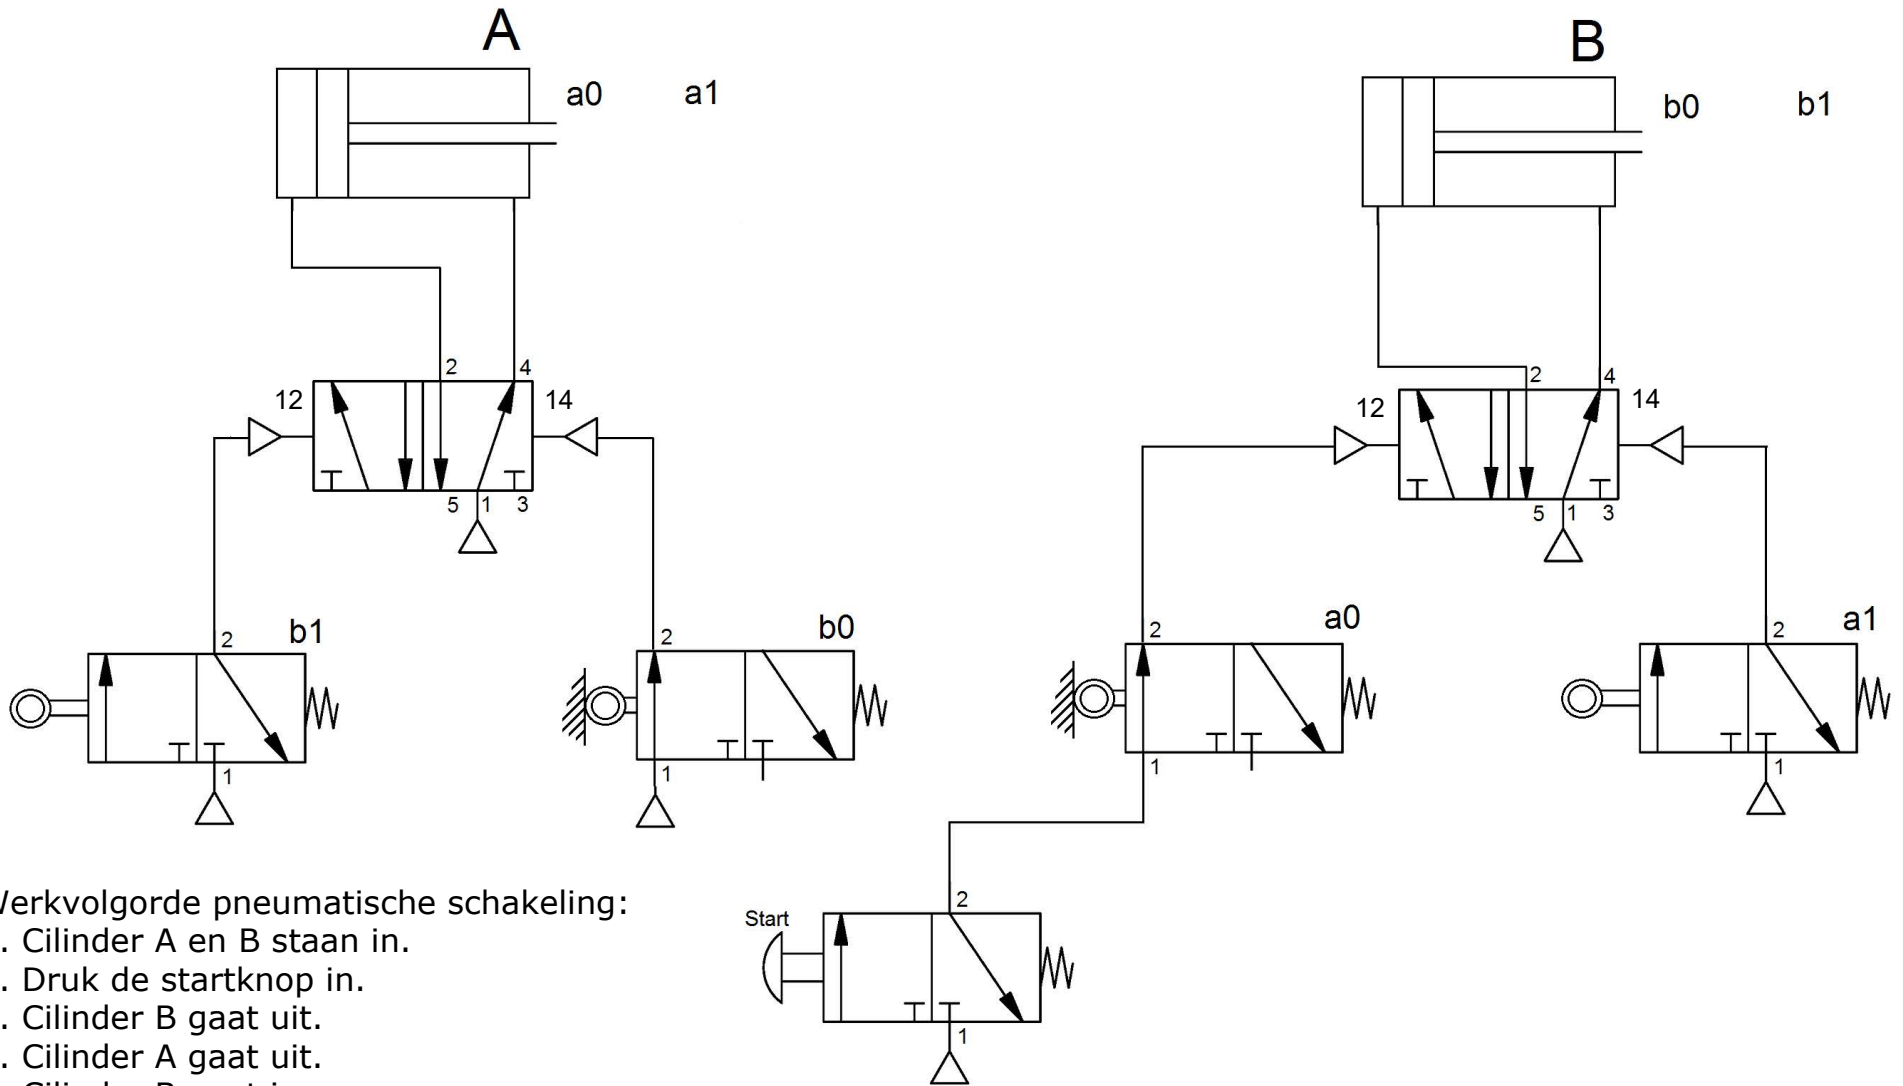 A
B
a0 a1
b0 b1
2 4
12 14
5 1 3
2 4
12 14
5 1 3
b1
2
1
b0
2
1
a0
2
1
a1
2
1
Werkvolgorde pneumatische schakeling:
. Cilinder A en B staan in.
. Druk de startknop in.
. Cilinder B gaat uit.
. Cilinder A gaat uit.
Start
2
1